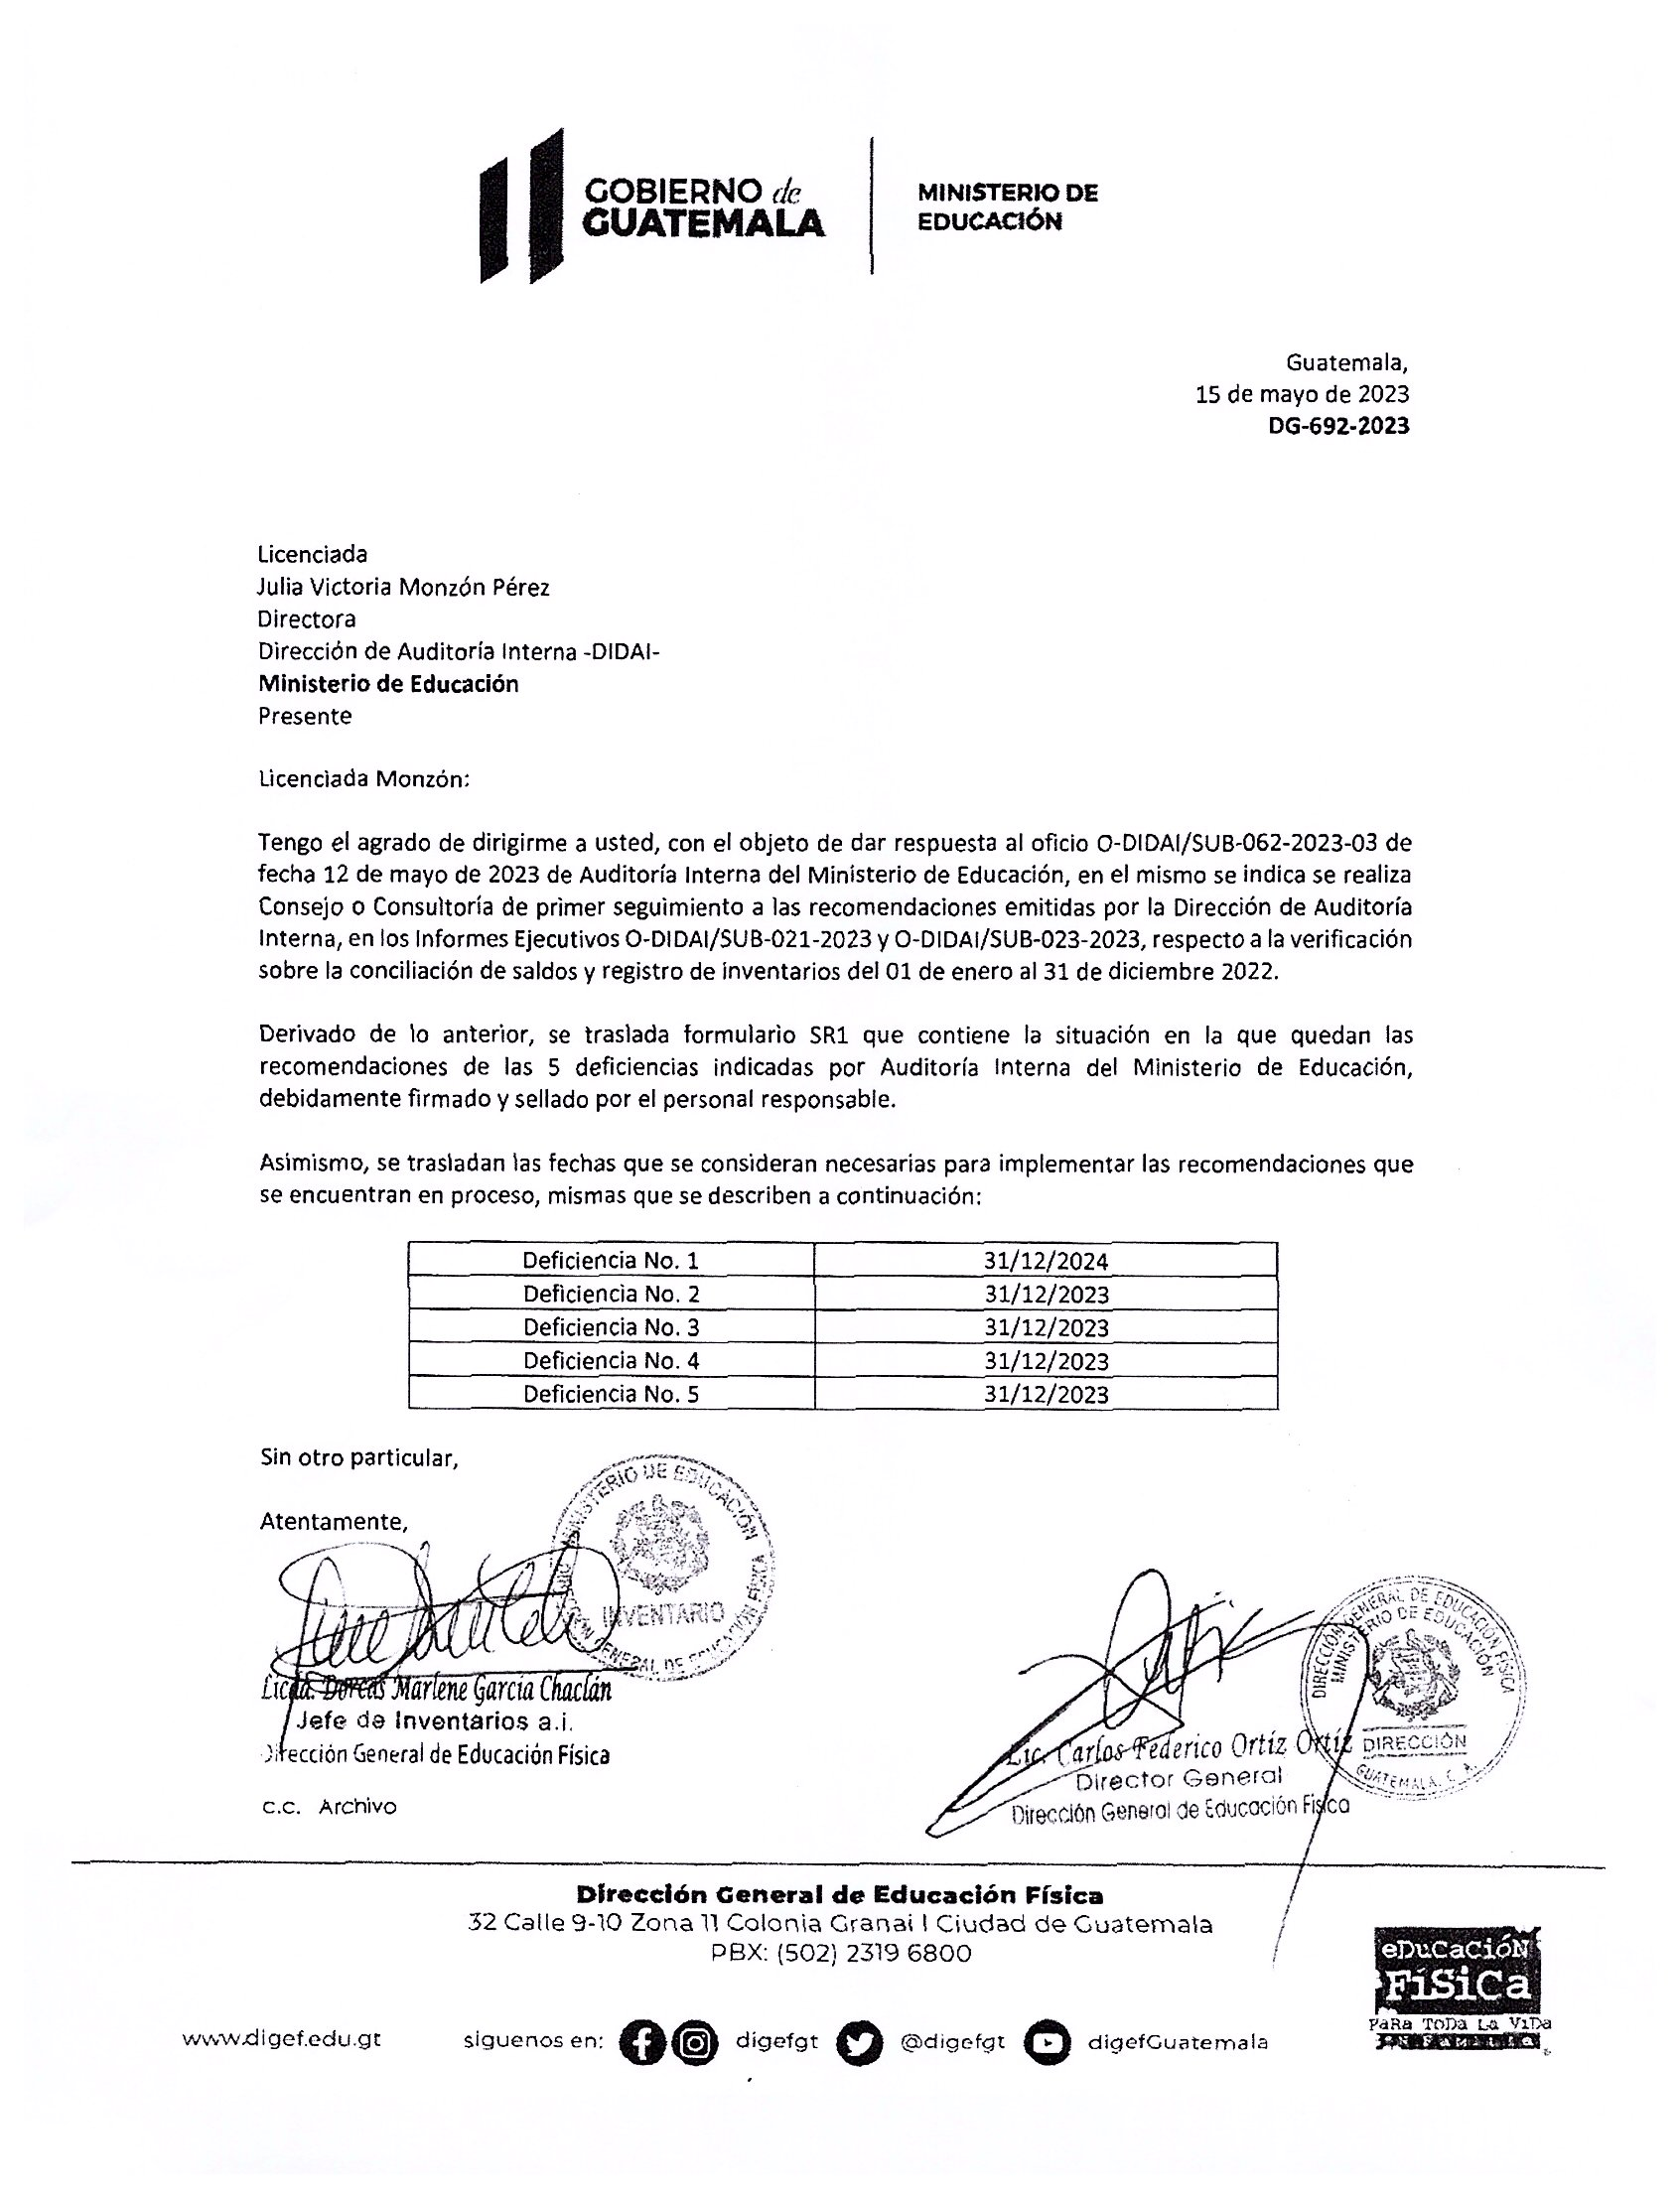 GOBIERNO de
GUATEMALA
MINISTERIO DE
EDUCACIÓN
Guatemala,
15 de mayo de 2023
DG-692-2023
Licenciada
Julia Victoria Monzón Pérez
Directora
Dirección de Auditoría Interna -DIDAI-
Ministerio de Educación
Presente
Licenciada Monzón:
Tengo el agrado de dirigirme a usted, con el objeto de dar respuesta al oficio O-DIDAI/SUB-062-2023-03 de
fecha 12 de mayo de 2023 de Auditoría Interna del Ministerio de Educación, en el mismo se indica se realiza
Consejo o Consultoría de primer seguimiento a las recomendaciones emitidas por la Dirección de Auditoría
Interna, en los Informes Ejecutivos O-DIDAI/SUB-021-2023 y O-DIDAI/SUB-023-2023, respecto a la verificación
sobre la conciliación de saldos y registro de inventarios del 01 de enero al 31 de diciembre 2022.
Derivado de lo anterior, se traslada formulario SR1 que contiene la situación en la que quedan las
recomendaciones de las 5 deficiencias indicadas por Auditoría Interna del Ministerio de Educación,
debidamente firmado y sellado por el personal responsable.
Asimismo, se trasladan las fechas que se consideran necesarias para implementar las recomendaciones que
se encuentran en proceso, mismas que se describen a continuación:
Deficiencia No. 1 31/12/2024
Deficiencia No. 2 31/12/2023
Deficiencia No. 3 31/12/2023
Deficiencia No. 4 31/12/2023
Deficiencia No. 5 31/12/2023
Sin otro particular,
Atentamente,
MINISTERIO DE EDUCACIÓN
INVENTARIO
GENERAL DE EDUCACIÓN FÍSICA
Licda. Dorcas Marlene García Chaclán
Jefe de Inventarios a.i.
Dirección General de Educación Física
DIRECCIÓN GENERAL DE EDUCACIÓN FÍSICA
MINISTERIO DE EDUCACIÓN
DIRECCIÓN
GUATEMALA, C. A.
Lic. Carlos Federico Ortíz Ortíz
Director General
Dirección General de Educación Física
c.c. Archivo
Dirección General de Educación Física
32 Calle 9-10 Zona 11 Colonia Granai I Ciudad de Guatemala
PBX: (502) 2319 6800
eDuCaCióN
FíSiCa
PaRa ToDa La ViDa
www.digef.edu.gt síguenos en: digefgt @digefgt digefGuatemala